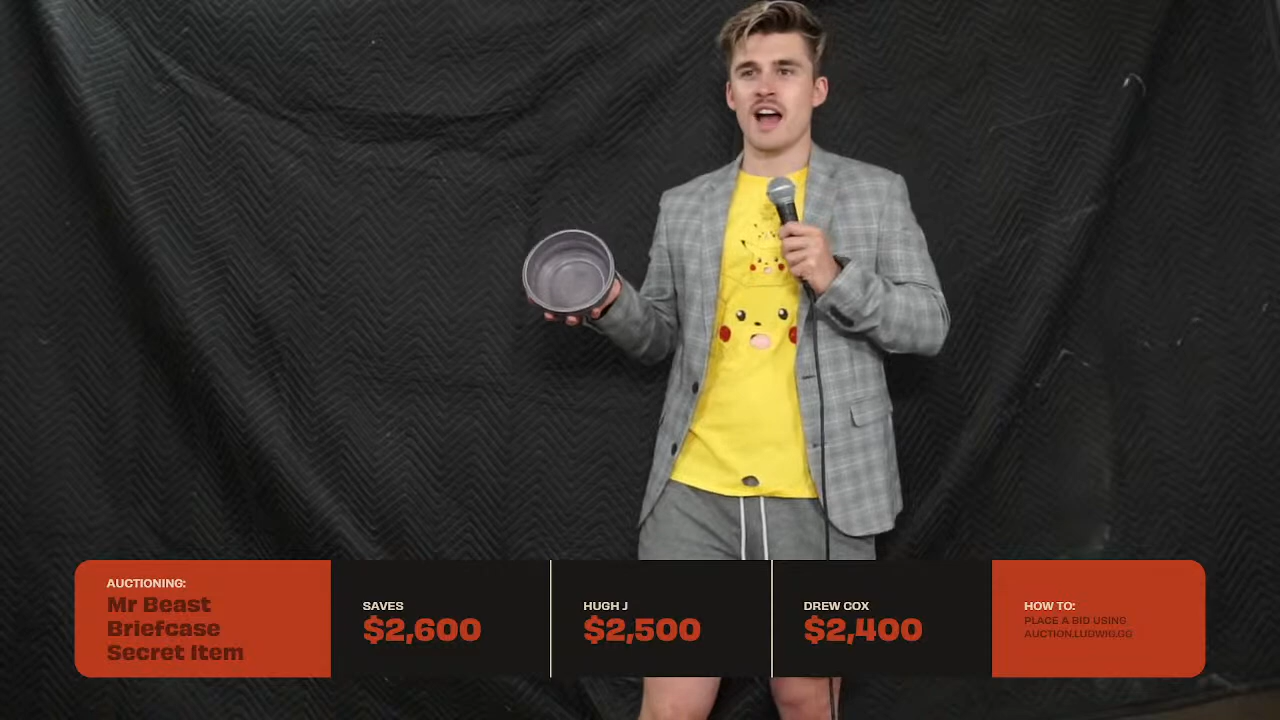 AUCTIONING:
Mr Beast
Briefcase
Secret Item
SAVES
$2,600
HUGH J
$2,500
DREW COX
$2,400
HOW TO:
PLACE A BID USING
AUCTION.LUDWIG.GG